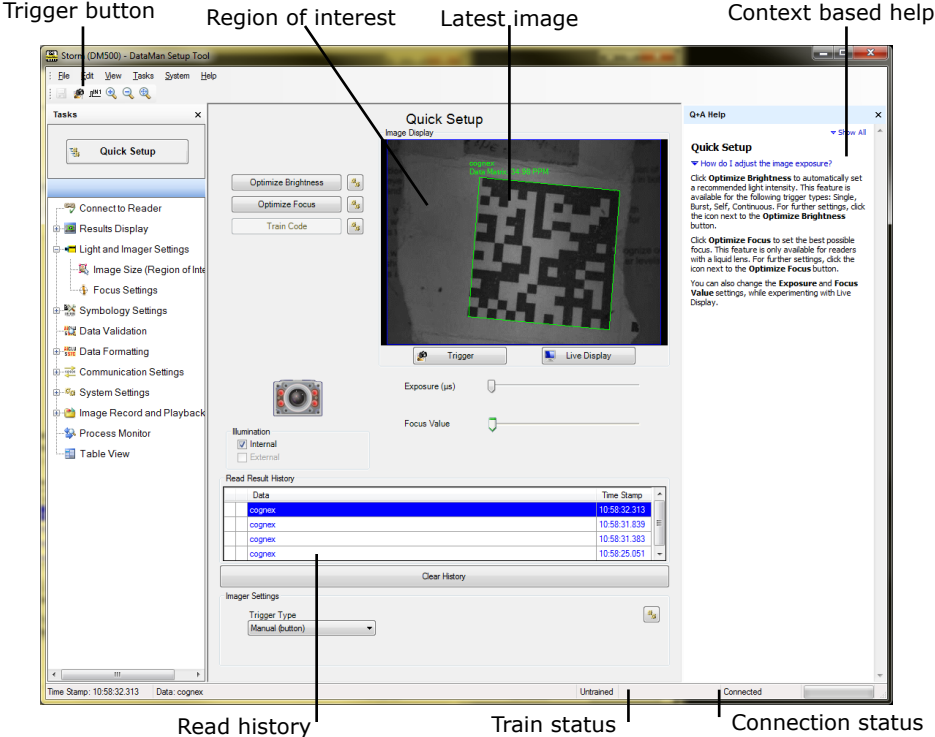 Trigger button
Region of interest
Latest image
Context based help
Storm (DM500) - DataMan Setup Tool
File Edit View Tasks System Help
Tasks
Quick Setup
Connect to Reader
Results Display
Light and Imager Settings
Image Size (Region of Inte
Focus Settings
Symbology Settings
Data Validation
Data Formatting
Communication Settings
System Settings
Image Record and Playback
Process Monitor
Table View
Quick Setup
Image Display
cognex
Optimize Brightness
Optimize Focus
Train Code
Trigger
Live Display
Exposure (µs)
Focus Value
Illumination
Internal
External
Read Result History
Data Time Stamp
cognex 10:58:32.313
cognex 10:58:31.839
cognex 10:58:31.383
cognex 10:58:25.051
Clear History
Imager Settings
Trigger Type
Manual (button)
Q+A Help
Show All
Quick Setup
How do I adjust the image exposure?
Click Optimize Brightness to automatically set
a recommended light intensity. This feature is
available for the following trigger types: Single,
Burst, Self, Continuous. For further settings, click
the icon next to the Optimize Brightness
button.
Click Optimize Focus to set the best possible
focus. This feature is only available for readers
with a liquid lens. For further settings, click the
icon next to the Optimize Focus button.
You can also change the Exposure and Focus
Value settings, while experimenting with Live
Display.
Time Stamp: 10:58:32.313 Data: cognex
Untrained
Connected
Read history
Train status
Connection status